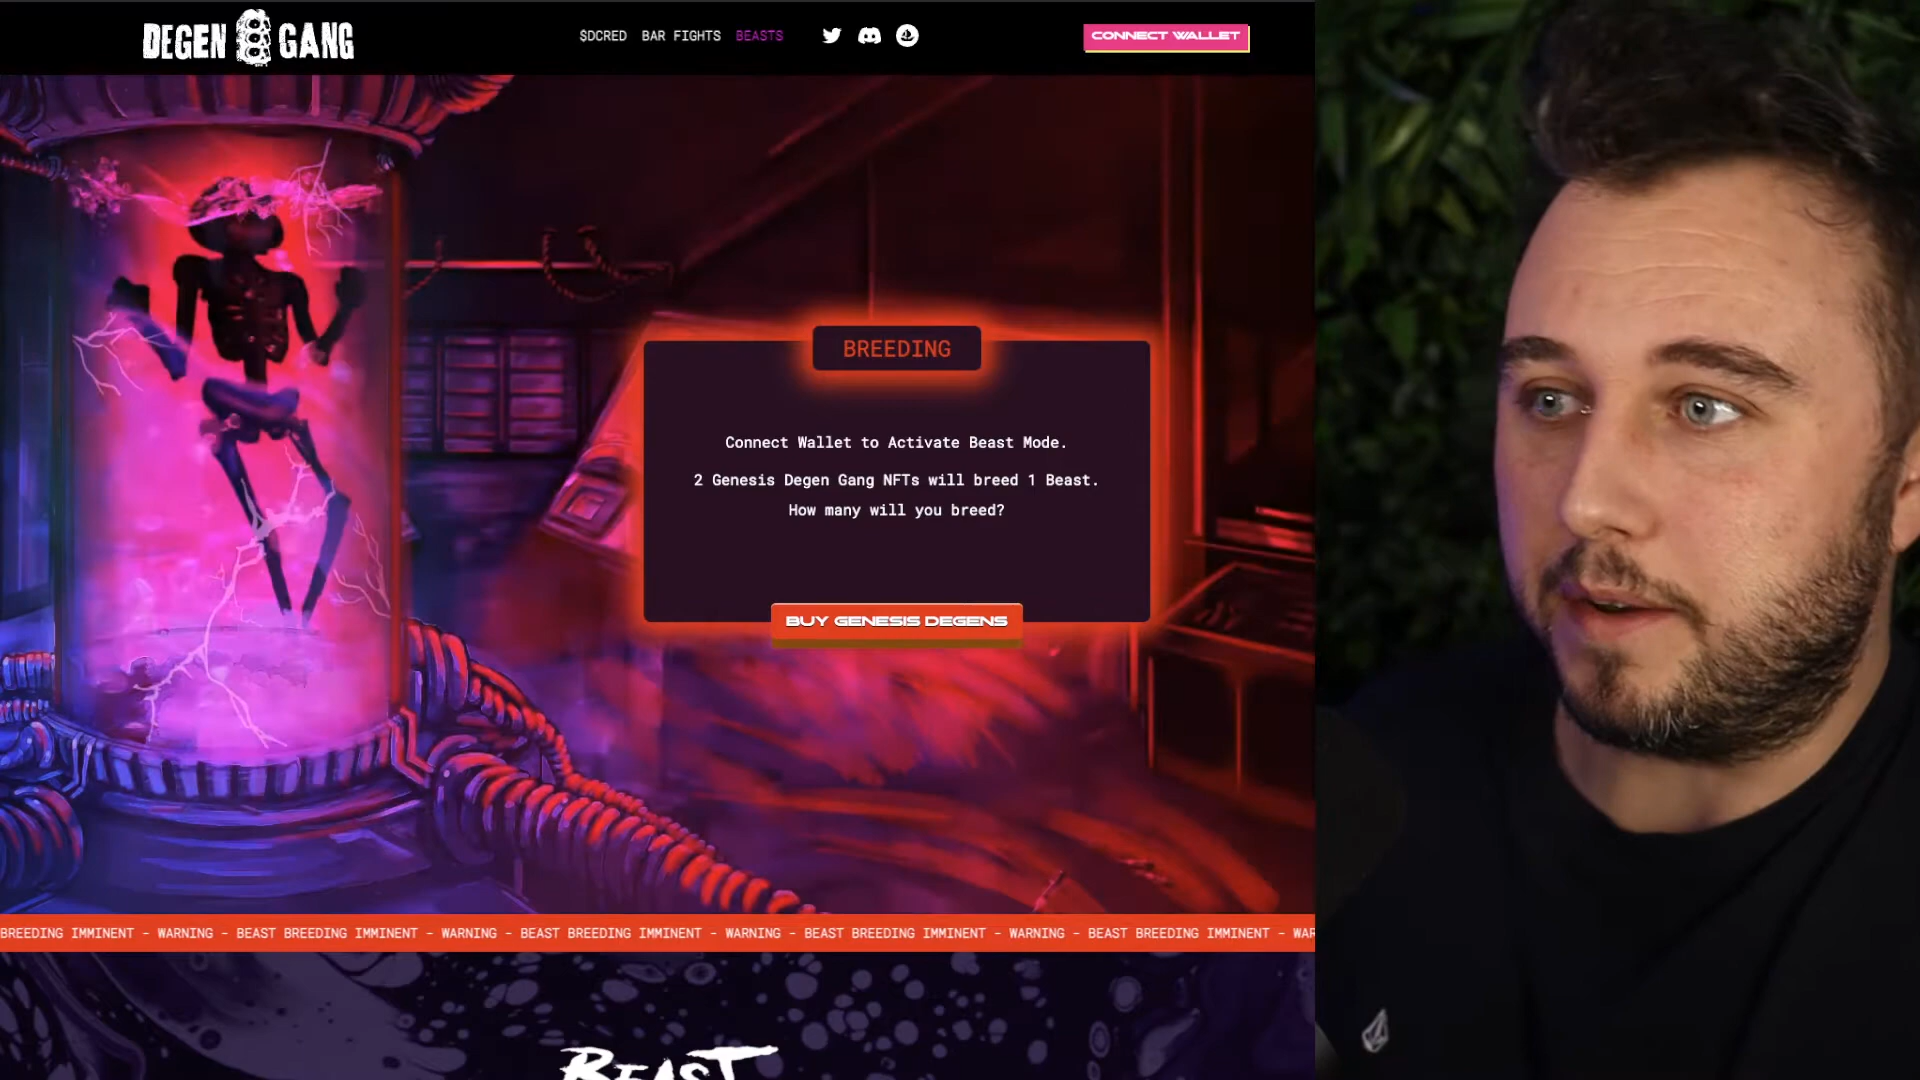 DEGEN GANG
$DCRED BAR FIGHTS BEASTS
CONNECT WALLET
BREEDING
Connect Wallet to Activate Beast Mode.
2 Genesis Degen Gang NFTs will breed 1 Beast.
How many will you breed?
BUY GENESIS DEGENS
BREEDING IMMINENT - WARNING - BEAST BREEDING IMMINENT - WARNING - BEAST BREEDING IMMINENT - WARNING - BEAST BREEDING IMMINENT - WARNING - BEAST BREEDING IMMINENT - WAR
BEAST